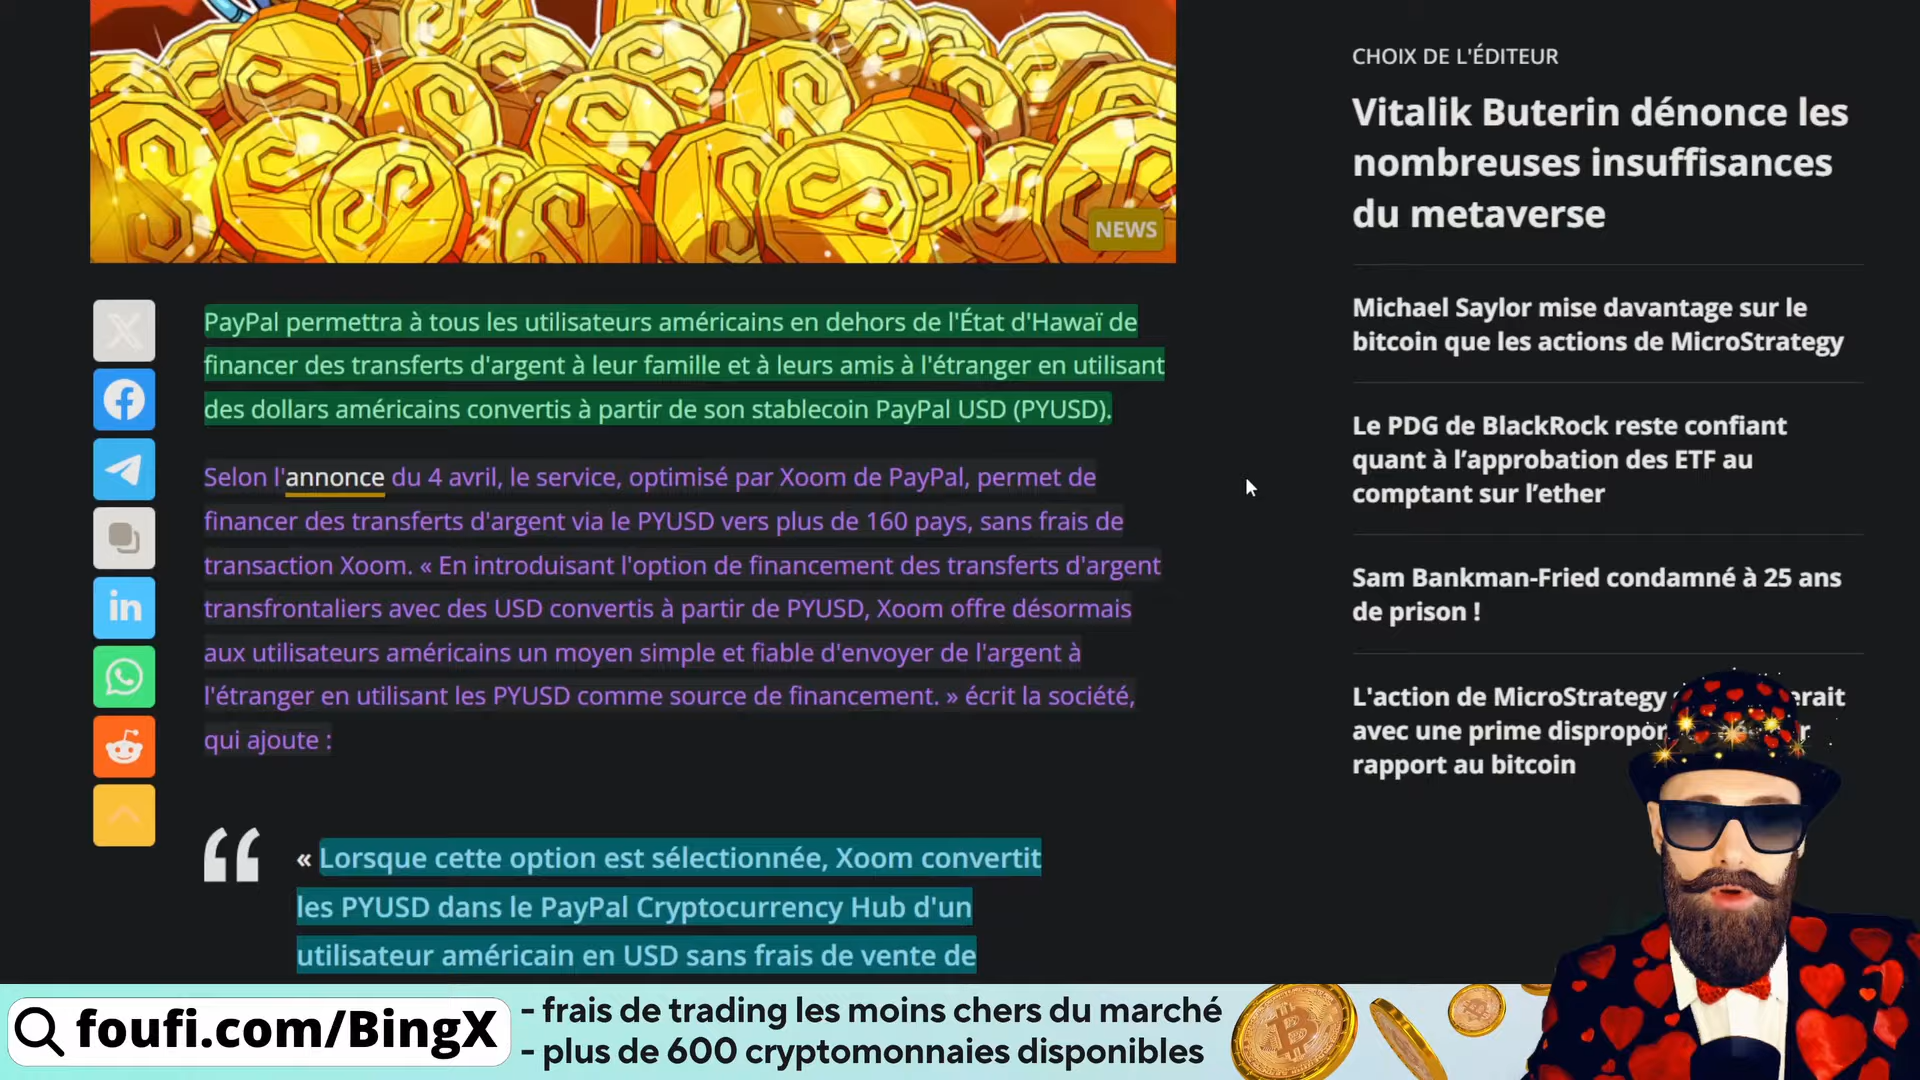 NEWS
PayPal permettra à tous les utilisateurs américains en dehors de l'État d'Hawaï de
financer des transferts d'argent à leur famille et à leurs amis à l'étranger en utilisant
des dollars américains convertis à partir de son stablecoin PayPal USD (PYUSD).
Selon l'annonce du 4 avril, le service, optimisé par Xoom de PayPal, permet de
financer des transferts d'argent via le PYUSD vers plus de 160 pays, sans frais de
transaction Xoom. « En introduisant l'option de financement des transferts d'argent
transfrontaliers avec des USD convertis à partir de PYUSD, Xoom offre désormais
aux utilisateurs américains un moyen simple et fiable d'envoyer de l'argent à
l'étranger en utilisant les PYUSD comme source de financement. » écrit la société,
qui ajoute :
« Lorsque cette option est sélectionnée, Xoom convertit
les PYUSD dans le PayPal Cryptocurrency Hub d'un
utilisateur américain en USD sans frais de vente de
CHOIX DE L'ÉDITEUR
Vitalik Buterin dénonce les
nombreuses insuffisances
du metaverse
Michael Saylor mise davantage sur le
bitcoin que les actions de MicroStrategy
Le PDG de BlackRock reste confiant
quant à l’approbation des ETF au
comptant sur l’ether
Sam Bankman-Fried condamné à 25 ans
de prison !
L'action de MicroStrategy
avec une prime
rapport au bitcoin
foufi.com/BingX
- frais de trading les moins chers du marché
- plus de 600 cryptomonnaies disponibles